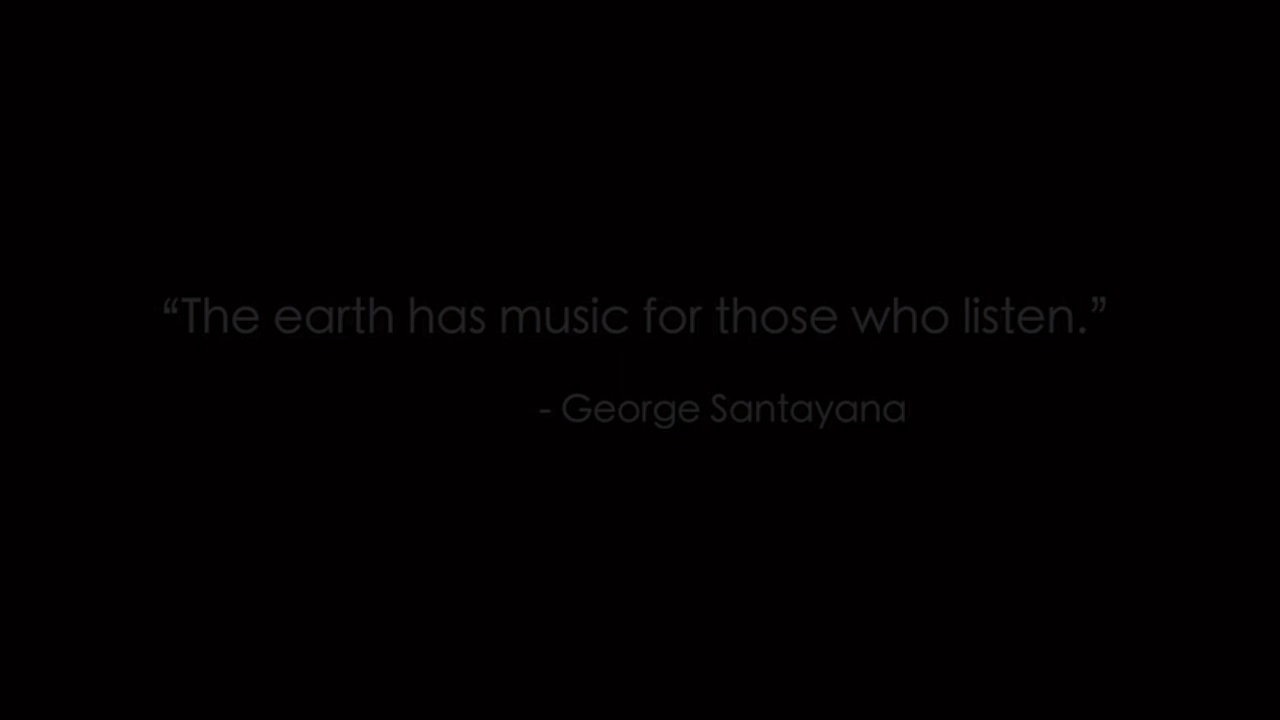 “The earth has music for those who listen.”
- George Santayana